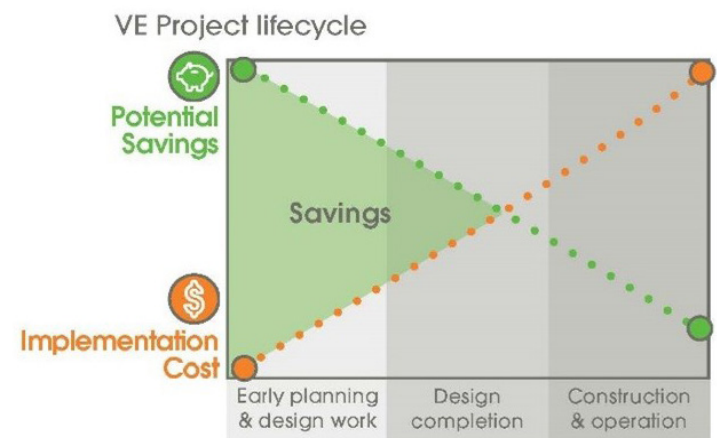 VE Project lifecycle
Potential
Savings
Savings
$
Implementation
Cost
Early planning
& design work
Design
completion
Construction
& operation